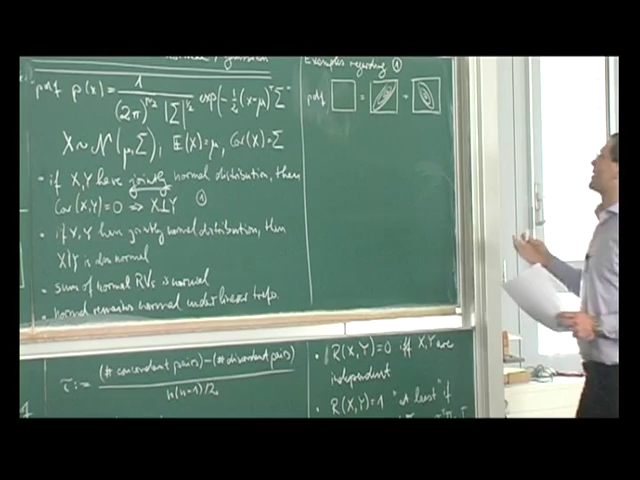 pdf p(x) = 1 / ((2π)^{n/2} |Σ|^{1/2}) exp(-½(x-μ)ᵀ Σ⁻
X ~ N(μ,Σ), E(X)=μ, Cov(X)=Σ
• if X,Y have jointly normal distribution, then
Cov(X,Y)=0 ⇔ X⊥Y ①
• if X,Y have jointly normal distribution, then
X|Y is also normal
• sum of normal RVs is normal
• normal remains normal under linear trafo.
Examples regarding ①
pdf = +
τ := (# concordant pairs)-(# discordant pairs) / n(n-1)/2
• R(X,Y)=0 iff X,Y are
independent
• R(X,Y)=1 "at least" if